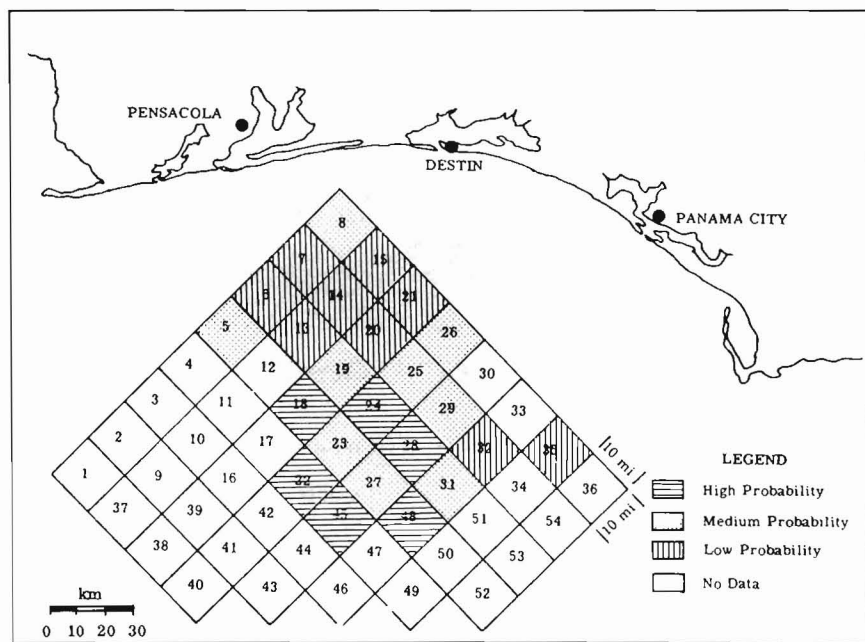 PENSACOLA
DESTIN
PANAMA CITY
8
7 15
6 14 21
5 13 20 26
4 12 19 25 30
3 11 18 24 29 33
2 10 17 23 28 32 35
1 9 16 22 27 31 34 36
37 39 42 45 48 51 54
38 41 44 47 50 53
40 43 46 49 52
10 mi
10 mi
LEGEND
High Probability
Medium Probability
Low Probability
No Data
km
0 10 20 30